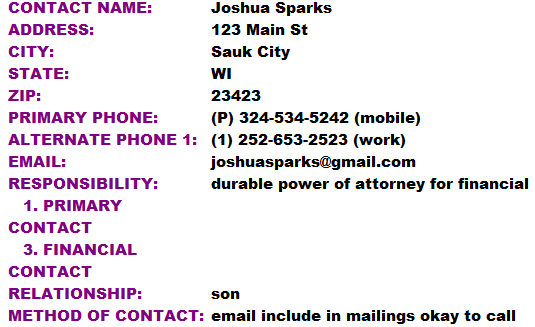 CONTACT NAME: Joshua Sparks
ADDRESS: 123 Main St
CITY: Sauk City
STATE: WI
ZIP: 23423
PRIMARY PHONE: (P) 324-534-5242 (mobile)
ALTERNATE PHONE 1: (1) 252-653-2523 (work)
EMAIL: joshuasparks@gmail.com
RESPONSIBILITY: durable power of attorney for financial
1. PRIMARY
CONTACT
3. FINANCIAL
CONTACT
RELATIONSHIP: son
METHOD OF CONTACT: email include in mailings okay to call